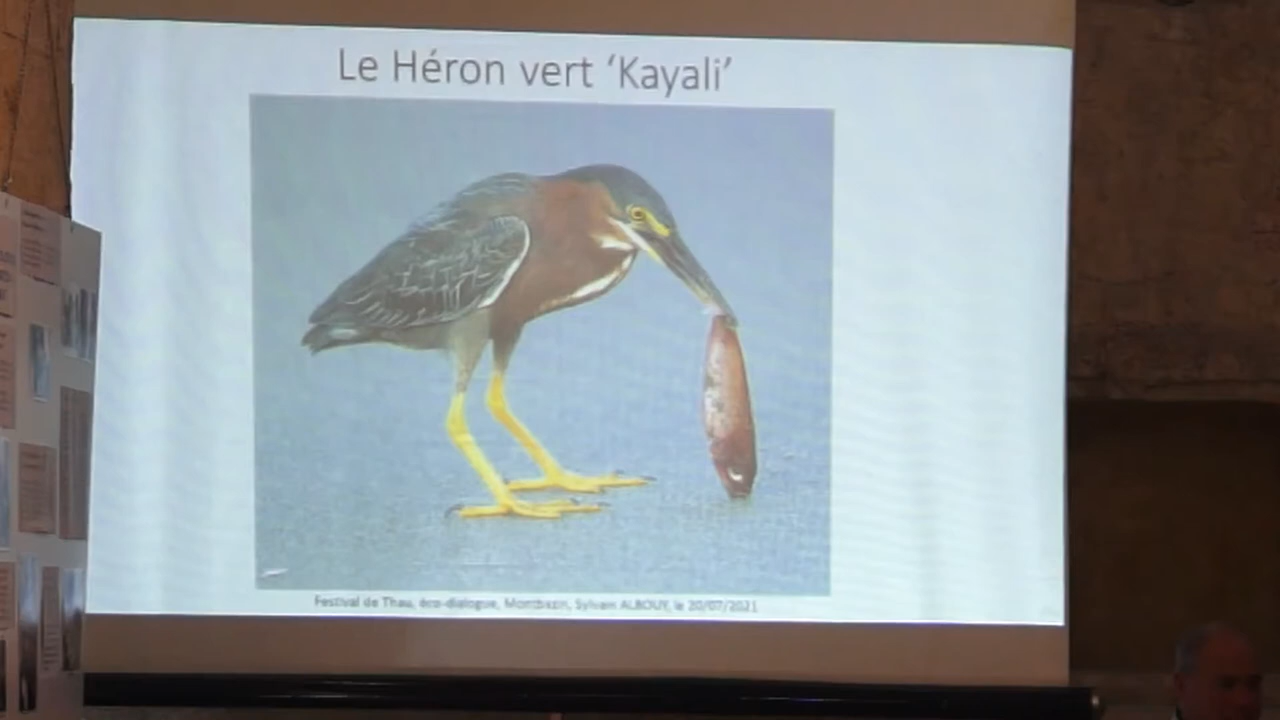 Le Héron vert ‘Kayali’
Festival de Thau, éco-dialogue, Montbazin, Sylvain ALBOUY, le 20/07/2021